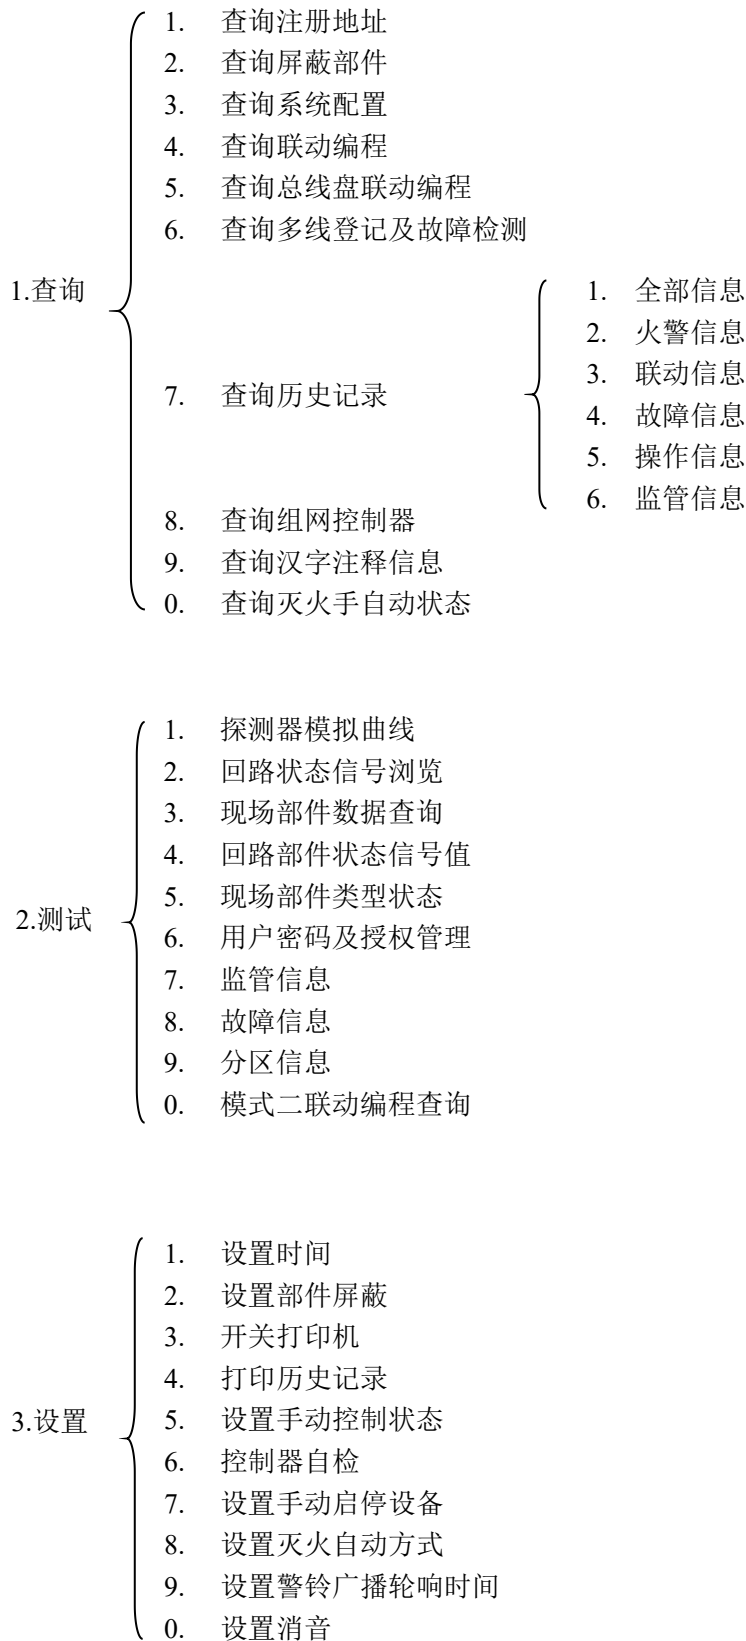 1.查询
1. 查询注册地址
2. 查询屏蔽部件
3. 查询系统配置
4. 查询联动编程
5. 查询总线盘联动编程
6. 查询多线登记及故障检测
7. 查询历史记录
1. 全部信息
2. 火警信息
3. 联动信息
4. 故障信息
5. 操作信息
6. 监管信息
8. 查询组网控制器
9. 查询汉字注释信息
0. 查询灭火手自动状态
2.测试
1. 探测器模拟曲线
2. 回路状态信号浏览
3. 现场部件数据查询
4. 回路部件状态信号值
5. 现场部件类型状态
6. 用户密码及授权管理
7. 监管信息
8. 故障信息
9. 分区信息
0. 模式二联动编程查询
3.设置
1. 设置时间
2. 设置部件屏蔽
3. 开关打印机
4. 打印历史记录
5. 设置手动控制状态
6. 控制器自检
7. 设置手动启停设备
8. 设置灭火自动方式
9. 设置警铃广播轮响时间
0. 设置消音